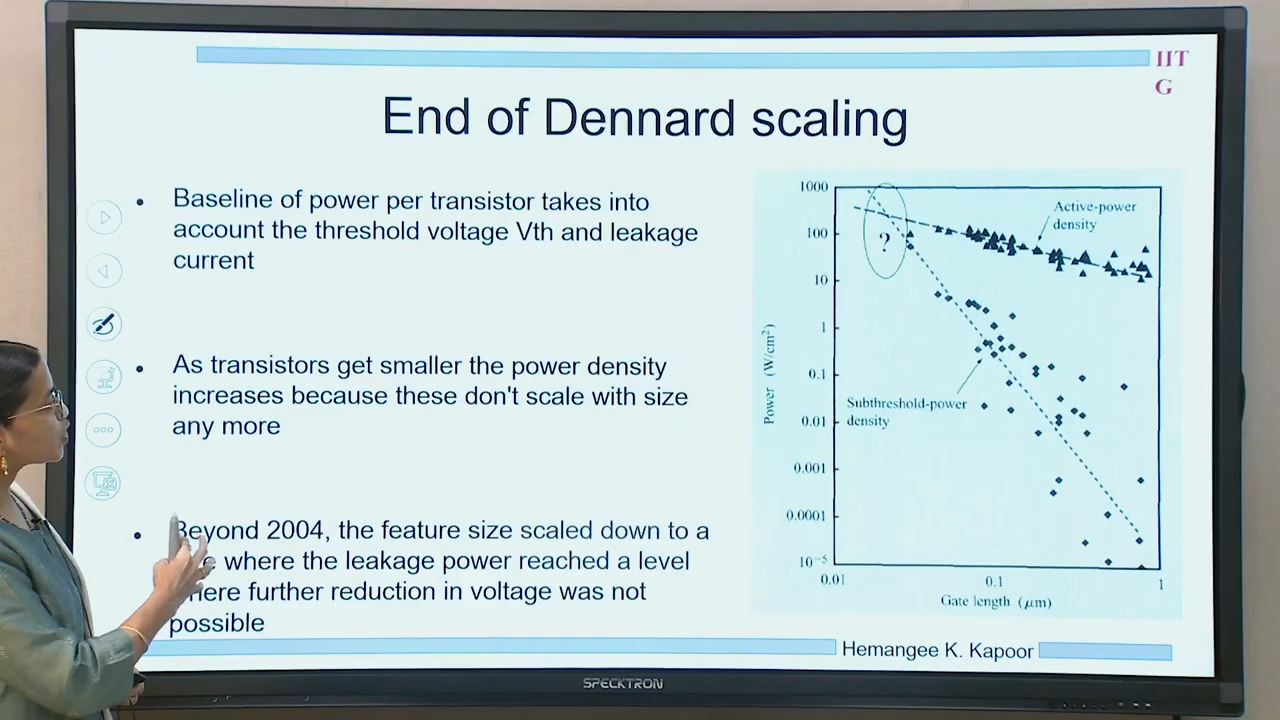 IIT
G
End of Dennard scaling
• Baseline of power per transistor takes into
account the threshold voltage Vth and leakage
current
• As transistors get smaller the power density
increases because these don't scale with size
any more
• Beyond 2004, the feature size scaled down to a
where the leakage power reached a level
where further reduction in voltage was not
possible
1000
100
10
1
0.1
0.01
0.001
0.0001
10⁻⁵
Power (W/cm²)
Active-power
density
?
Subthreshold-power
density
0.01
0.1
1
Gate length (μm)
Hemangee K. Kapoor
SPECKTRON